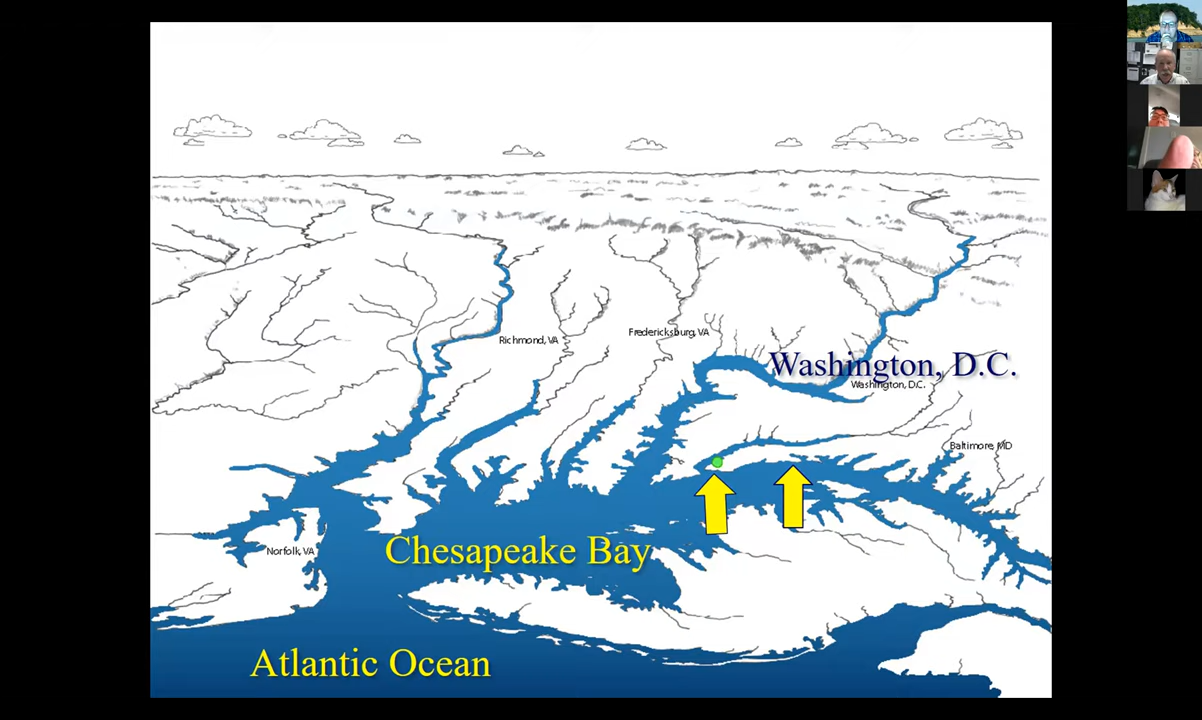 Richmond, VA
Fredericksburg, VA
Washington, D.C.
Washington, D.C.
Baltimore, MD
Norfolk, VA
Chesapeake Bay
Atlantic Ocean